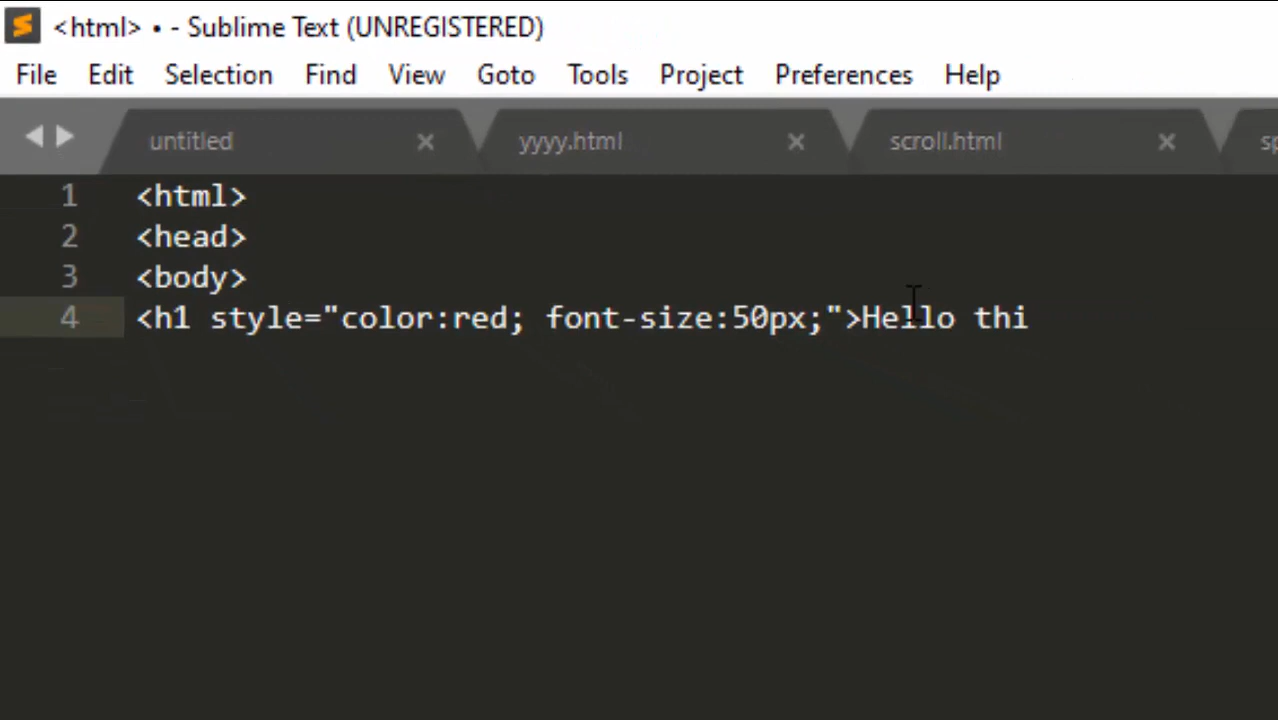 <html> • - Sublime Text (UNREGISTERED)
File Edit Selection Find View Goto Tools Project Preferences Help
untitled yyyy.html scroll.html sp
1 <html>
2 <head>
3 <body>
4 <h1 style="color:red; font-size:50px;">Hello thi